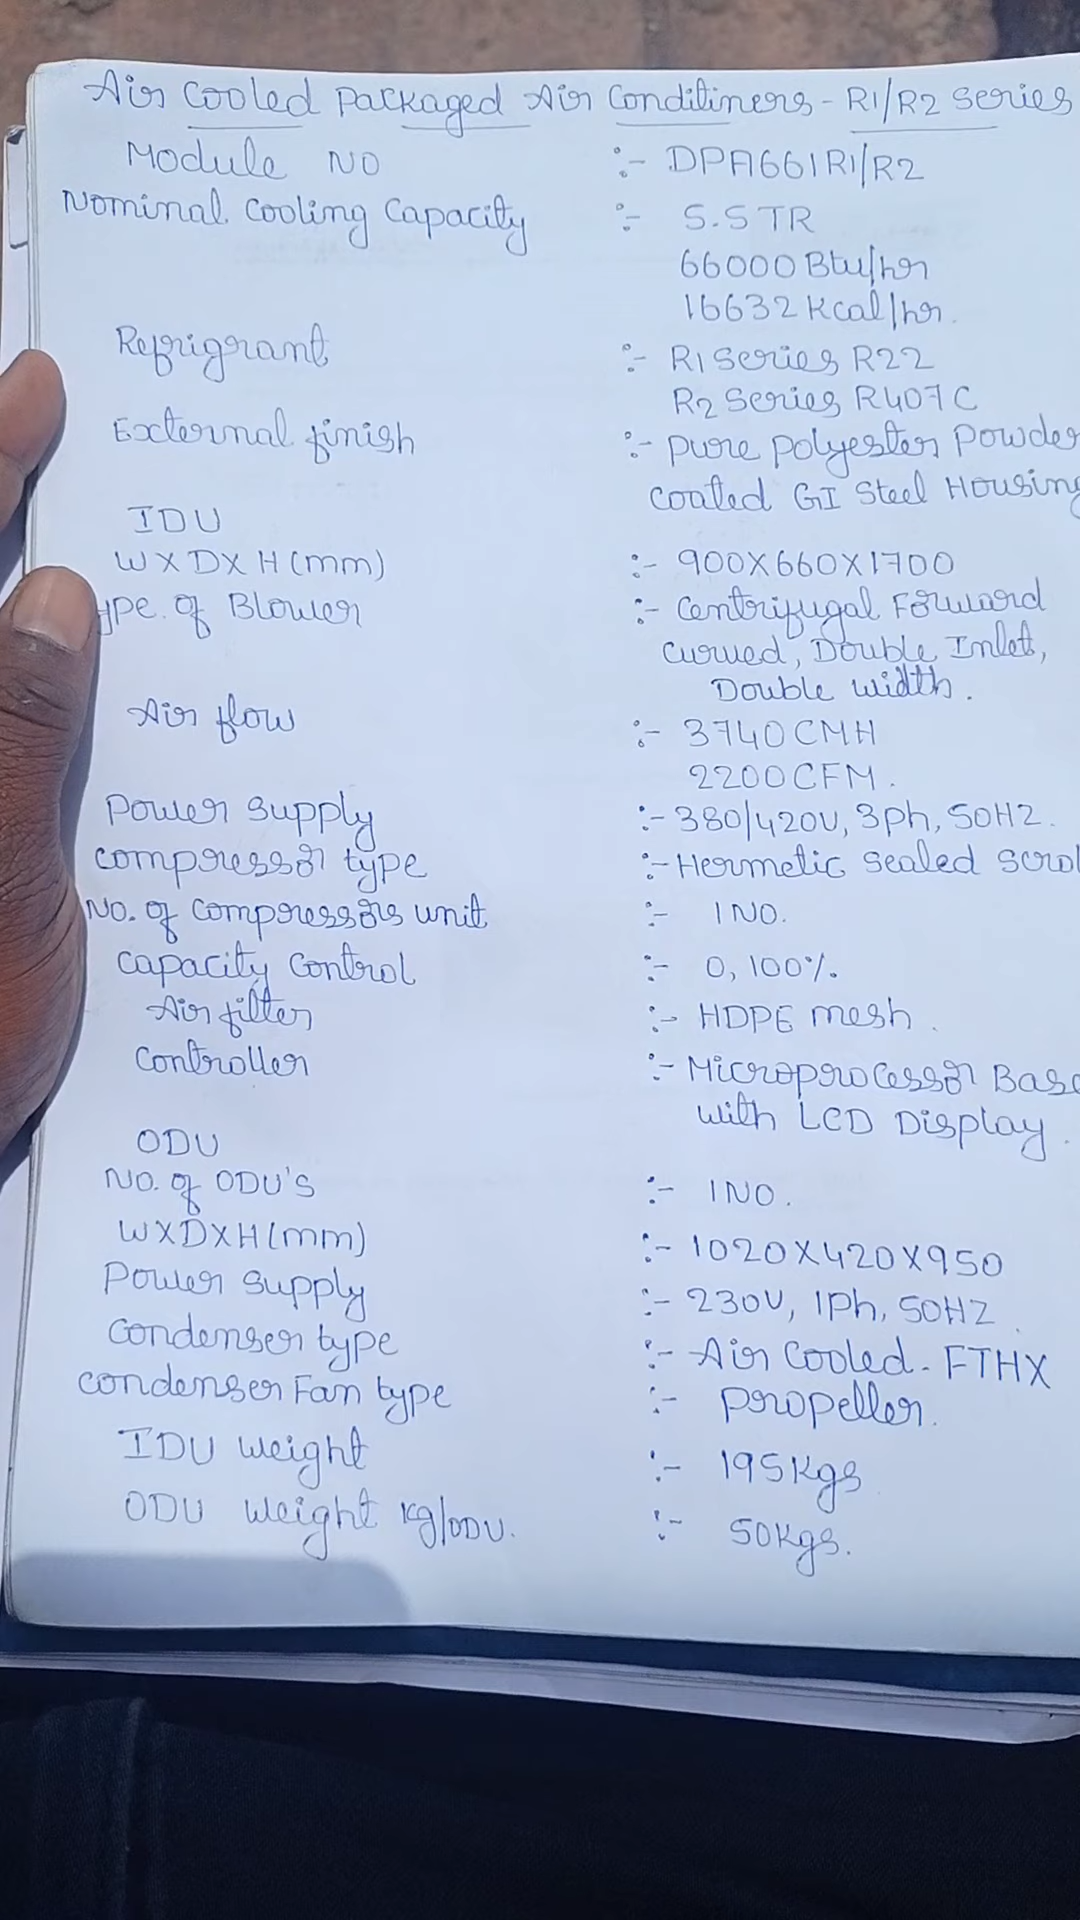 Air Cooled Packaged Air Conditiners - R1/R2 Series
Module NO :- DPA661R1/R2
Nominal Cooling Capacity :- 5.5 TR
66000 Btu/hr
16632 Kcal/hr.
Refrigrant :- R1 Series R22
R2 Series R407C
External finish :- Pure Polyester Powder
Coated GI Steel Housing
IDU
WXDXH (mm) :- 900X660X1700
ype of Blower :- Centrifugal Forward
Curved, Double Inlet,
Double width.
Air flow :- 3740 CMH
2200 CFM.
Power Supply :- 380/420V, 3Ph, 50HZ.
Compressor type :- Hermetic Sealed Scrol
No. of Compressors unit :- 1 NO.
Capacity Control :- 0, 100%.
Air filter :- HDPE mesh.
Controller :- Microprocessor Base
with LCD Display.
ODU
No. of ODU's :- 1 NO.
WXDXH (mm) :- 1020X420X950
Power Supply :- 230V, 1Ph, 50HZ.
Condenser type :- Air Cooled - FTHX
Condenser Fan type :- Propeller.
IDU weight :- 195Kgs
ODU weight Kg/ODU. :- 50Kgs.